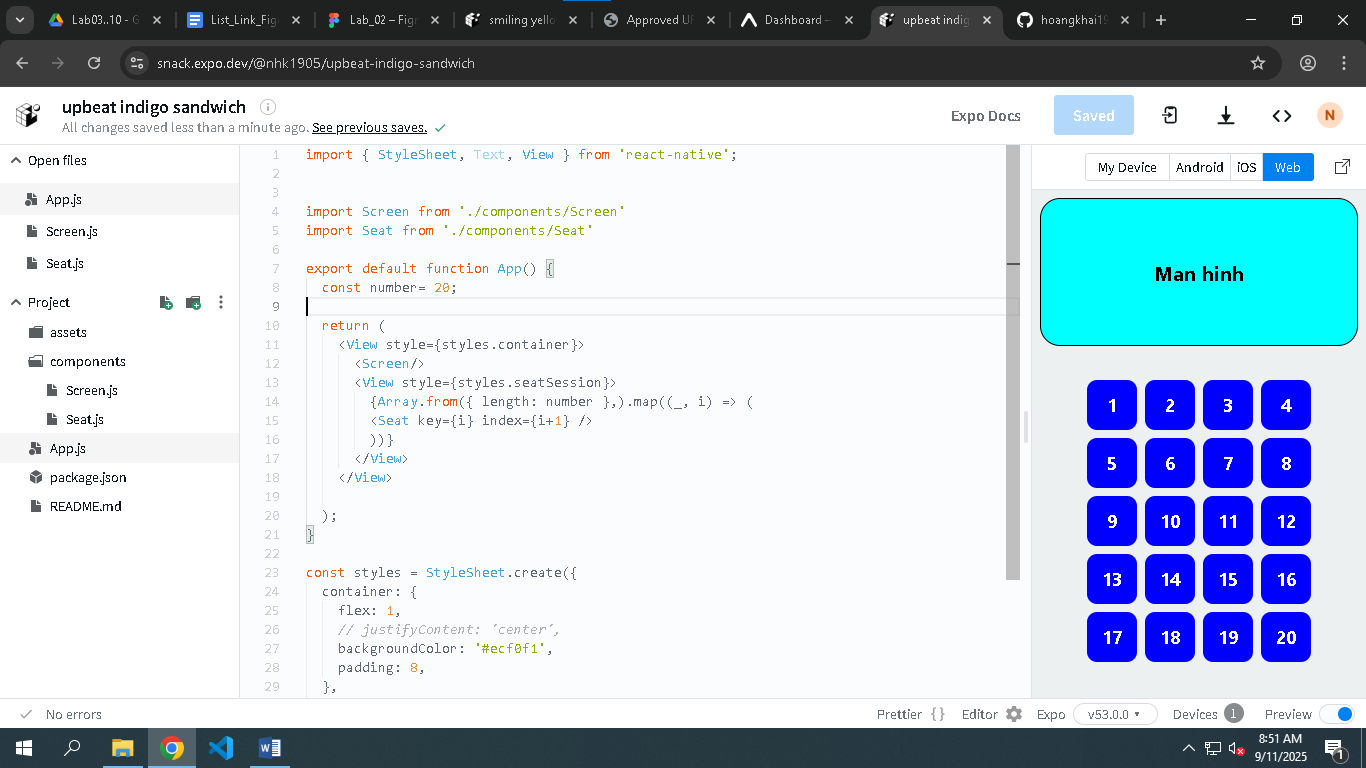 Lab03..10 - G
List_Link_Fig
Lab_02 – Figr
smiling yello
Approved UR
Dashboard –
upbeat indig
hoangkhai19
snack.expo.dev/@nhk1905/upbeat-indigo-sandwich
upbeat indigo sandwich
All changes saved less than a minute ago. See previous saves.
Expo Docs
Saved
N
Open files
App.js
Screen.js
Seat.js
Project
assets
components
Screen.js
Seat.js
App.js
package.json
README.md
1 import { StyleSheet, Text, View } from 'react-native';
2
3
4 import Screen from './components/Screen'
5 import Seat from './components/Seat'
6
7 export default function App() {
8 const number= 20;
9
10 return (
11 <View style={styles.container}>
12 <Screen/>
13 <View style={styles.seatSession}>
14 {Array.from({ length: number },).map((_, i) => (
15 <Seat key={i} index={i+1} />
16 ))}
17 </View>
18 </View>
19
20 );
21 }
22
23 const styles = StyleSheet.create({
24 container: {
25 flex: 1,
26 // justifyContent: 'center',
27 backgroundColor: '#ecf0f1',
28 padding: 8,
29 },
My Device Android iOS Web
Man hinh
1 2 3 4
5 6 7 8
9 10 11 12
13 14 15 16
17 18 19 20
No errors
Prettier {} Editor Expo v53.0.0 Devices 1 Preview
8:51 AM
9/11/2025
1